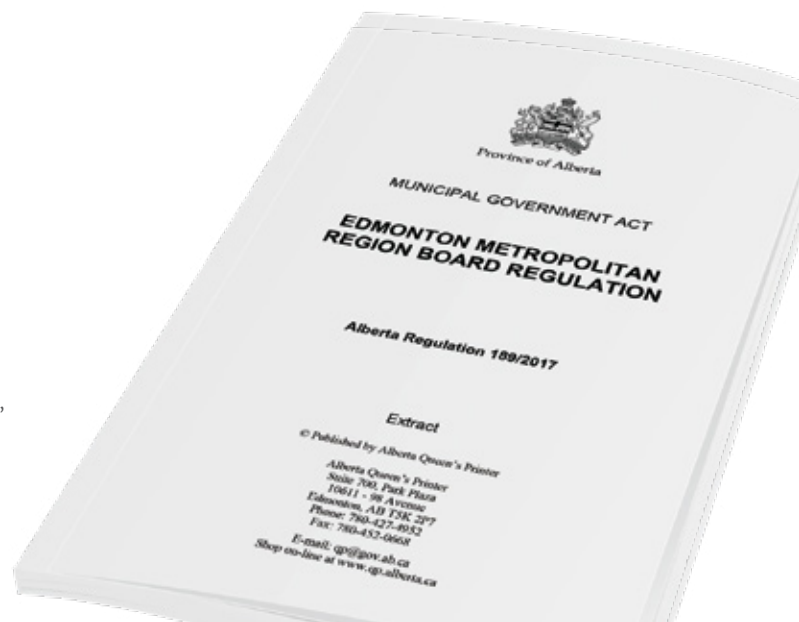 Province of Alberta
MUNICIPAL GOVERNMENT ACT
EDMONTON METROPOLITAN
REGION BOARD REGULATION
Alberta Regulation 189/2017
Extract
© Published by Alberta Queen's Printer
Alberta Queen's Printer
Suite 700, Park Plaza
10611 - 98 Avenue
Edmonton, AB T5K 2P7
Phone: 780-427-4952
Fax: 780-452-0668
E-mail: qp@gov.ab.ca
Shop on-line at www.qp.alberta.ca
,